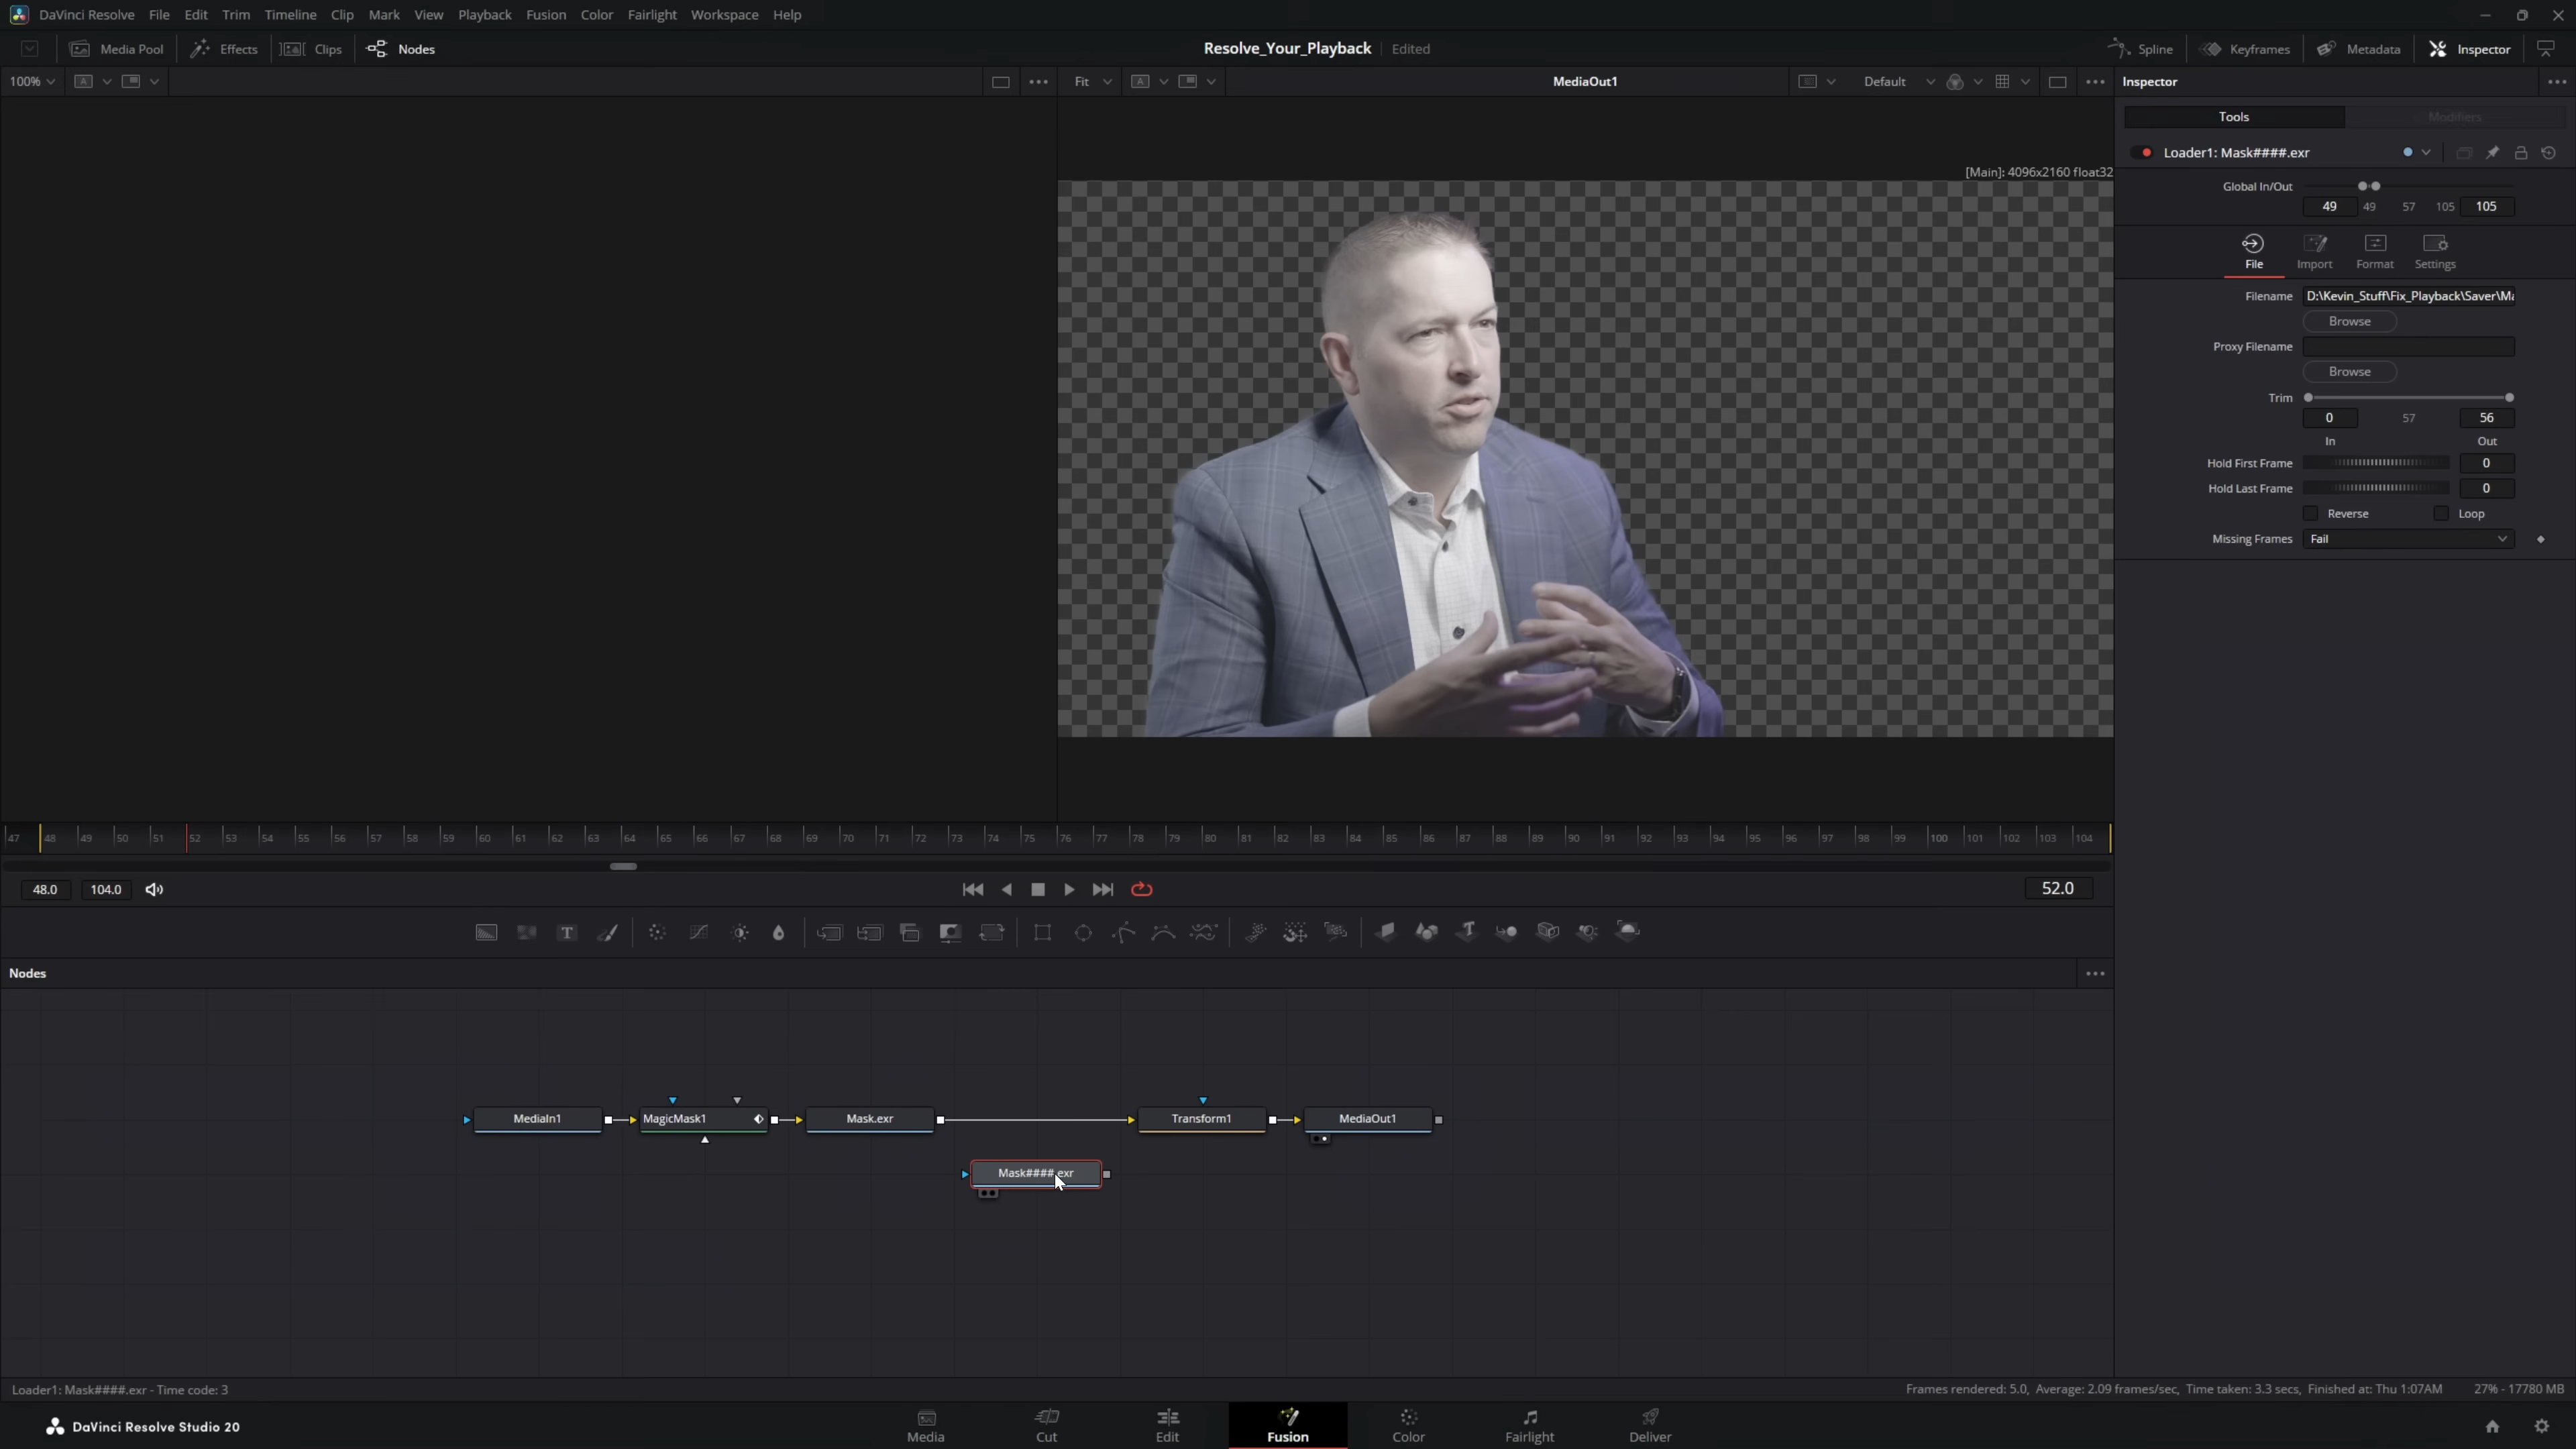 DaVinci Resolve File Edit Trim Timeline Clip Mark View Playback Fusion Color Fairlight Workspace Help
Media Pool Effects Clips Nodes Resolve_Your_Playback Edited Spline Keyframes Metadata Inspector
100% A Fit A MediaOut1 Default Inspector
Tools Modifiers
Loader1: Mask####.exr
[Main]: 4096x2160 float32
Global In/Out
49 49 57 105 105
File Import Format Settings
Filename D:\Kevin_Stuff\Fix_Playback\Saver\Ma
Browse
Proxy Filename
Browse
Trim
0 57 56
In Out
Hold First Frame 0
Hold Last Frame 0
Reverse Loop
Missing Frames Fail
47 48 49 50 51 52 53 54 55 56 57 58 59 60 61 62 63 64 65 66 67 68 69 70 71 72 73 74 75 76 77 78 79 80 81 82 83 84 85 86 87 88 89 90 91 92 93 94 95 96 97 98 99 100 101 102 103 104
48.0 104.0 52.0
T
Nodes
MediaIn1 MagicMask1 Mask.exr Transform1 MediaOut1
Mask####.exr
Loader1: Mask####.exr - Time code: 3 Frames rendered: 5.0, Average: 2.09 frames/sec, Time taken: 3.3 secs, Finished at: Thu 1:07AM 27% - 17780 MB
DaVinci Resolve Studio 20 Media Cut Edit Fusion Color Fairlight Deliver